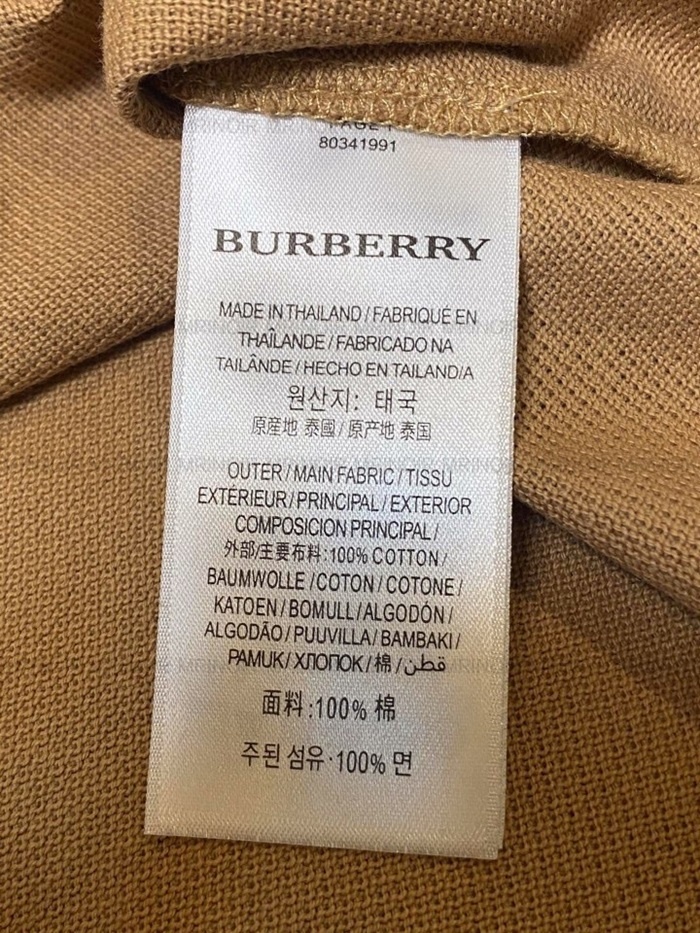 PAGE 1
80341991
BURBERRY
MADE IN THAILAND / FABRIQUÉ EN
THAÏLANDE / FABRICADO NA
TAILÂNDE / HECHO EN TAILAND/A
원산지: 태국
原産地 泰國 / 原产地 泰国
OUTER / MAIN FABRIC / TISSU
EXTÉRIEUR / PRINCIPAL / EXTERIOR
COMPOSICION PRINCIPAL /
外部/主要布料:100% COTTON /
BAUMWOLLE / COTON / COTONE /
KATOEN / BOMULL / ALGODÓN /
ALGODÃO / PUUVILLA / BAMBAKI /
PAMUK / ХЛОПОК / 棉 / قطن
面料:100% 棉
주된 섬유·100% 면